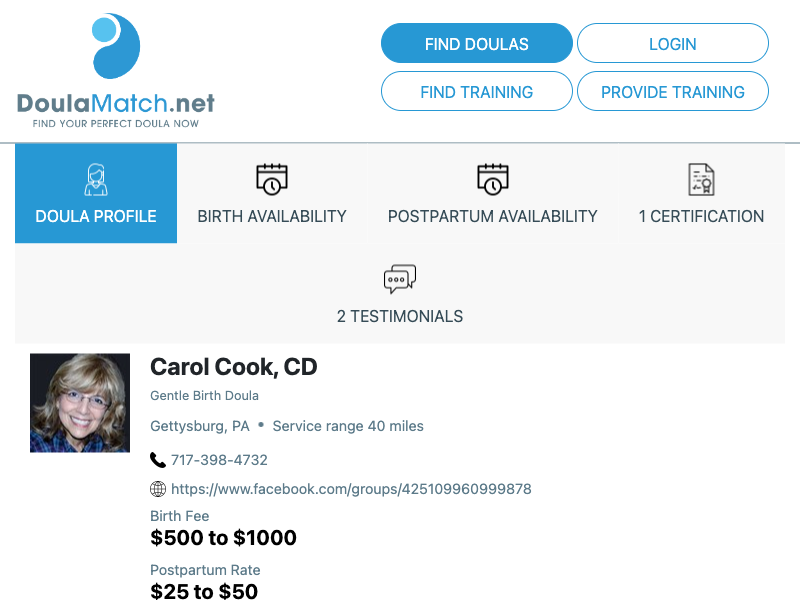 FIND DOULAS
LOGIN
FIND TRAINING
PROVIDE TRAINING
DoulaMatch.net
FIND YOUR PERFECT DOULA NOW
DOULA PROFILE
BIRTH AVAILABILITY
POSTPARTUM AVAILABILITY
1 CERTIFICATION
2 TESTIMONIALS
Carol Cook, CD
Gentle Birth Doula
Gettysburg, PA • Service range 40 miles
717-398-4732
https://www.facebook.com/groups/425109960999878
Birth Fee
$500 to $1000
Postpartum Rate
$25 to $50